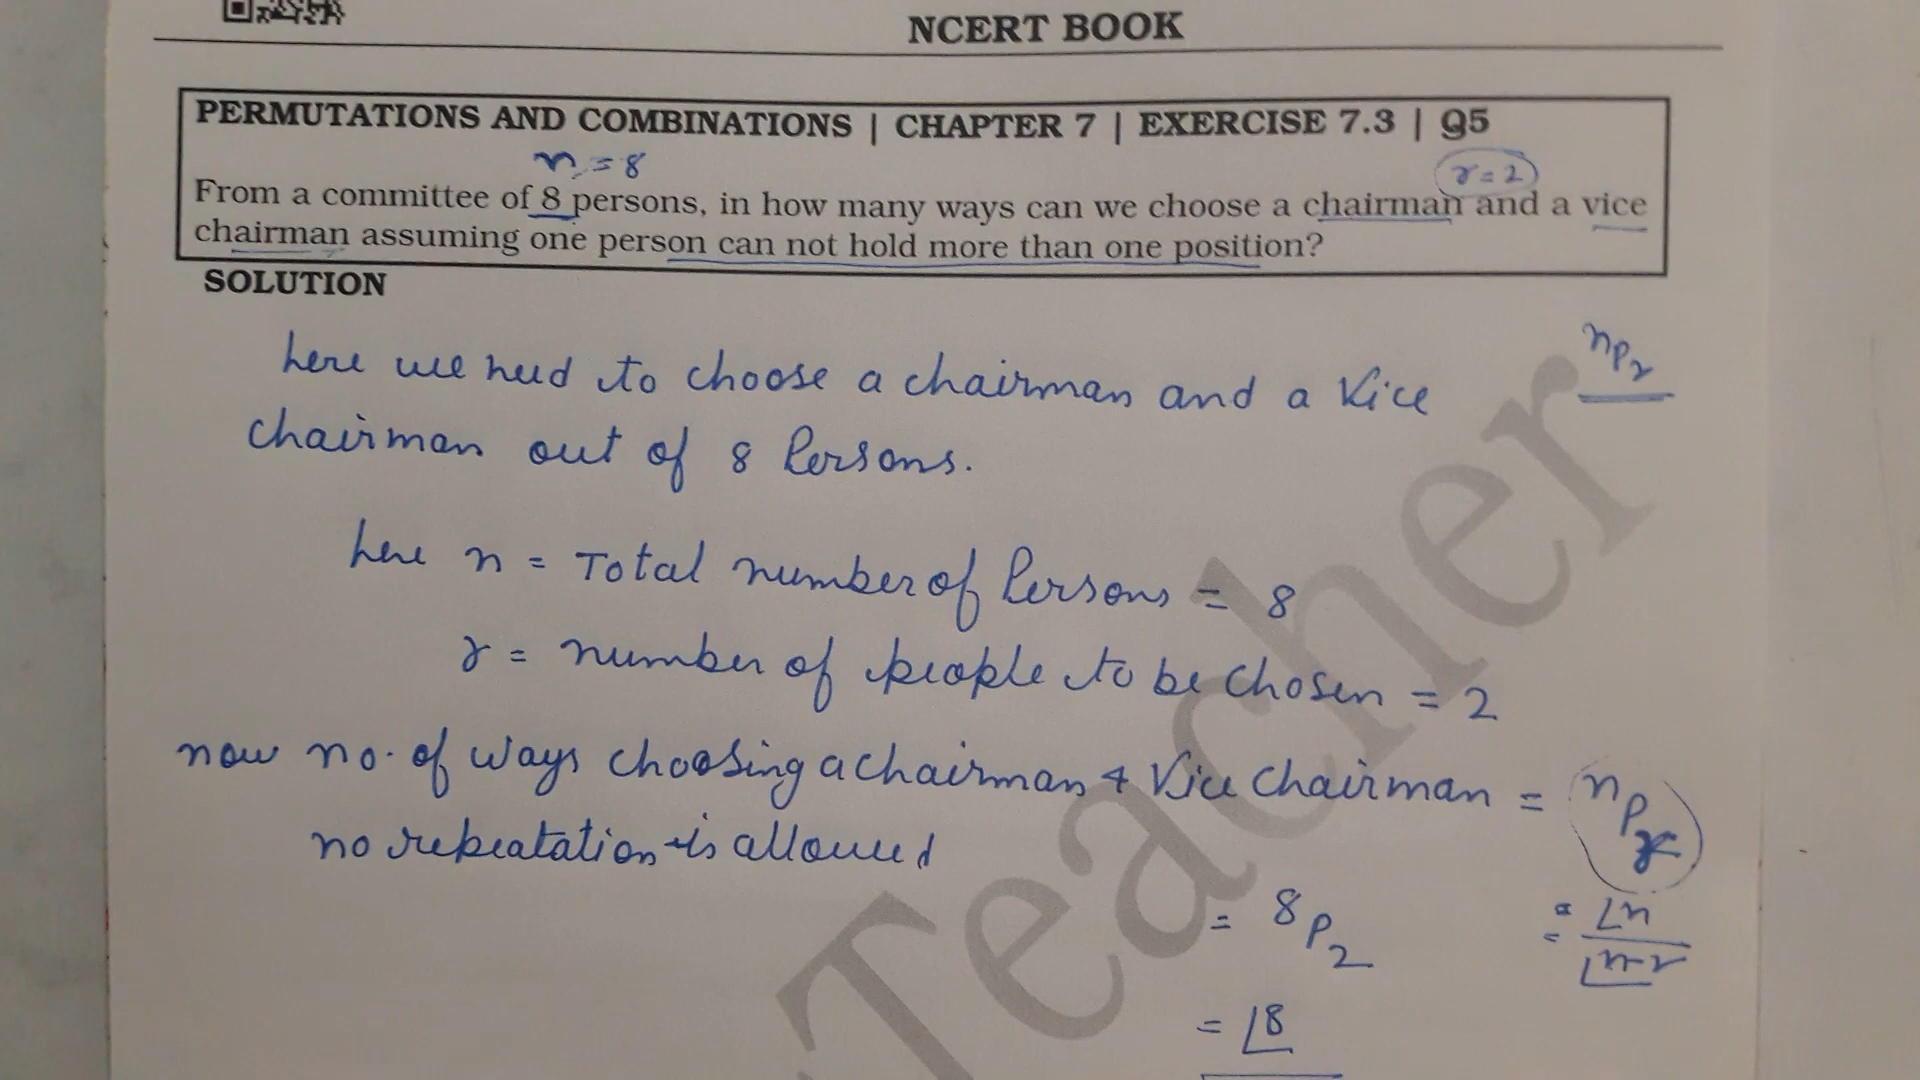 NCERT BOOK
PERMUTATIONS AND COMBINATIONS | CHAPTER 7 | EXERCISE 7.3 | Q5
n = 8
r = 2
From a committee of 8 persons, in how many ways can we choose a chairman and a vice
chairman assuming one person can not hold more than one position?
SOLUTION
nPr
here we need to choose a chairman and a Vice
chairman out of 8 Persons.
here n = Total number of Persons = 8
r = number of people to be chosen = 2
now no. of ways choosing a chairman & Vice Chairman = nPr
no repeatation is allowed
= 8P2
= ∠n
∠n-r
= ∠8
Teacher